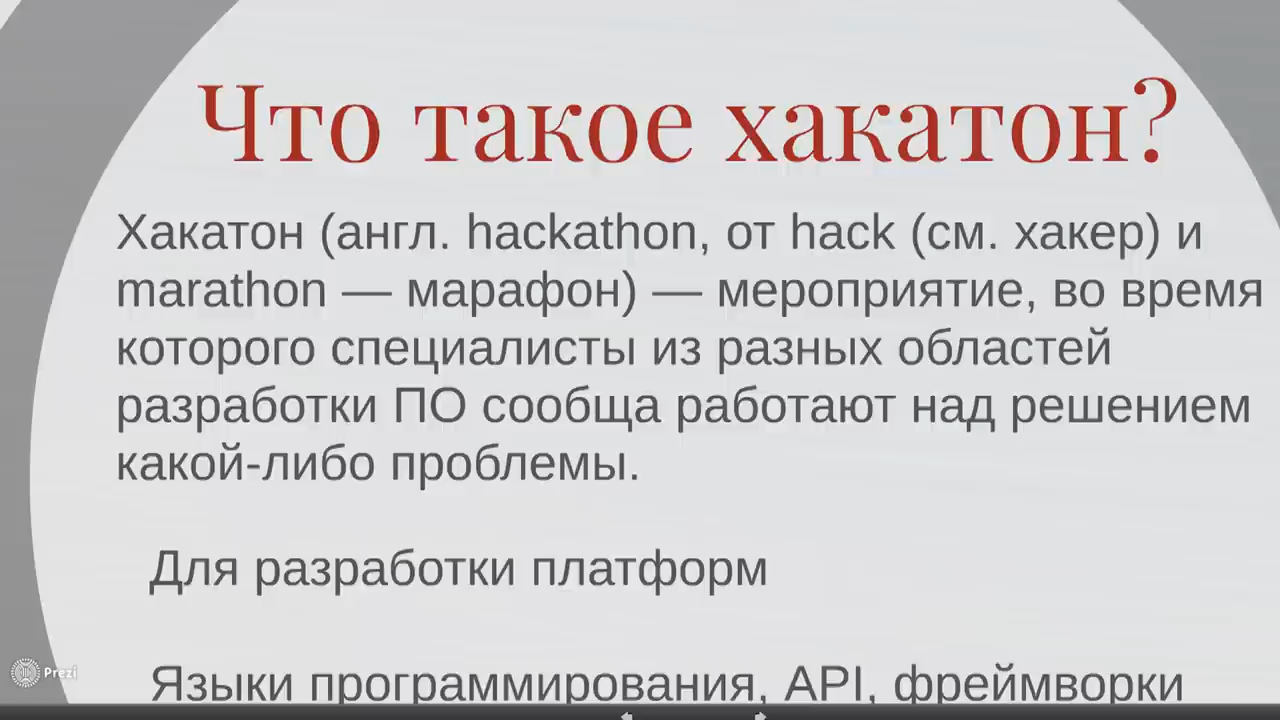 Что такое хакатон?
Хакатон (англ. hackathon, от hack (см. хакер) и
marathon — марафон) — мероприятие, во время
которого специалисты из разных областей
разработки ПО сообща работают над решением
какой-либо проблемы.
Для разработки платформ
Языки программирования, API, фреймворки
Prezi